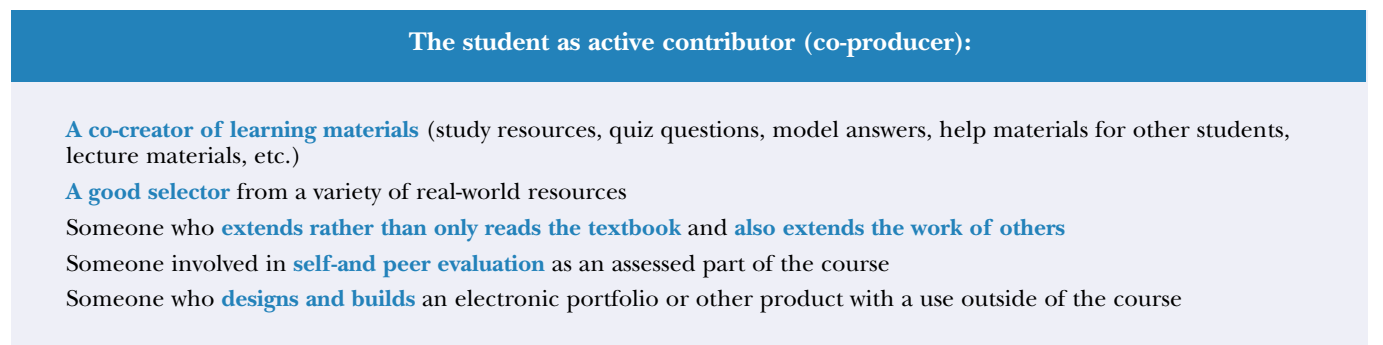 The student as active contributor (co-producer):
A co-creator of learning materials (study resources, quiz questions, model answers, help materials for other students,
lecture materials, etc.)
A good selector from a variety of real-world resources
Someone who extends rather than only reads the textbook and also extends the work of others
Someone involved in self-and peer evaluation as an assessed part of the course
Someone who designs and builds an electronic portfolio or other product with a use outside of the course